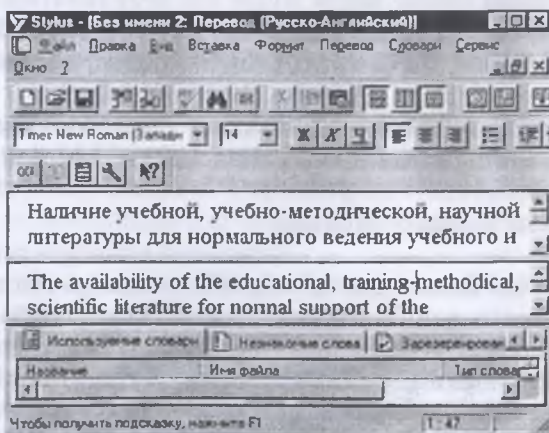 Stylus - [Без имени 2: Перевод (Русско-Английский)]
Файл Правка Вид Вставка Формат Перевод Словари Сервис
Окно ?
Times New Roman 14 Ж К Ч
Наличие учебной, учебно-методической, научной
литературы для нормального ведения учебного и
The availability of the educational, training-methodical,
scientific literature for normal support of the
Используемые словари Незнакомые слова Зарезервирован
Название Имя файла Тип словар
Чтобы получить подсказку, нажмите F1 1:47